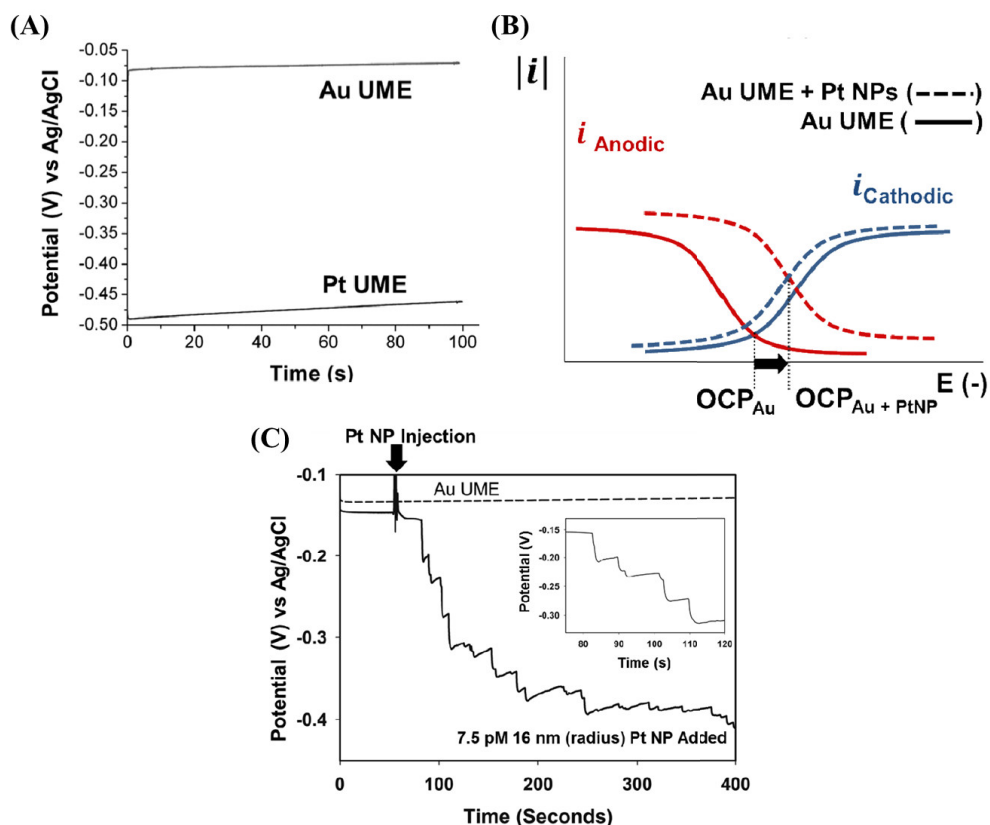 (A)
-0.05
-0.10
-0.15
-0.20
-0.25
-0.30
-0.35
-0.40
-0.45
-0.50
Potential (V) vs Ag/AgCl
Au UME
Pt UME
0 20 40 60 80 100
Time (s)
(B)
|i|
Au UME + Pt NPs (---)
Au UME (—)
i Anodic
iCathodic
E (-)
OCPAu
OCPAu + PtNP
(C)
Pt NP Injection
-0.1
-0.2
-0.3
-0.4
Potential (V) vs Ag/AgCl
Au UME
-0.15
-0.20
-0.25
-0.30
Potential (V)
80 90 100 110 120
Time (s)
7.5 pM 16 nm (radius) Pt NP Added
0 100 200 300 400
Time (Seconds)